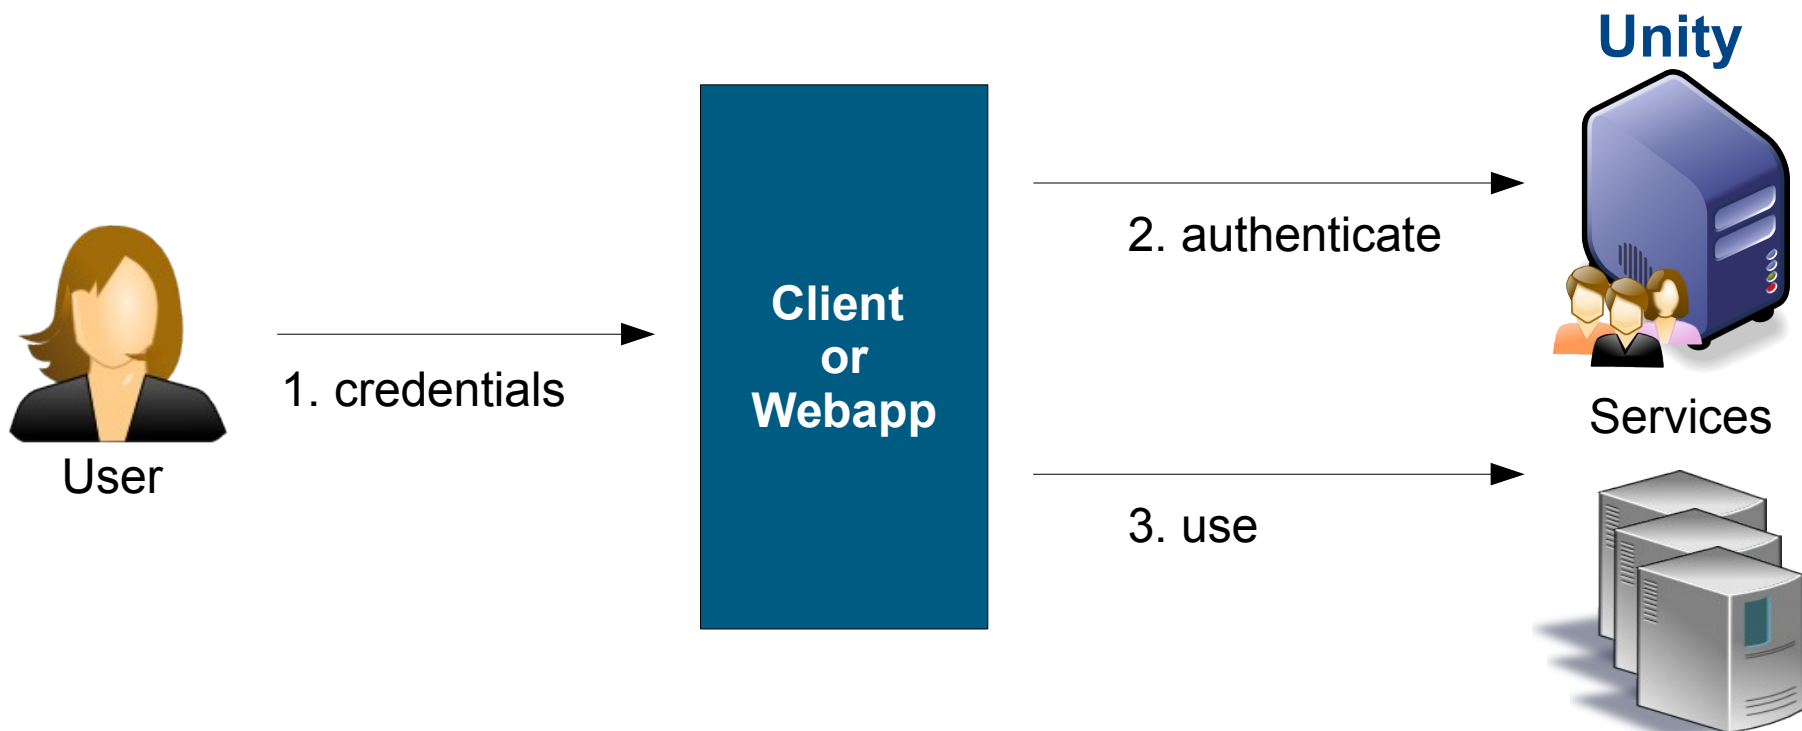 Unity
2. authenticate
Client
or
Webapp
1. credentials
User
Services
3. use